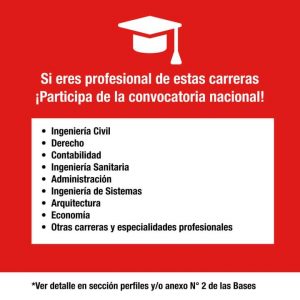 Si eres profesional de estas carreras
¡Participa de la convocatoria nacional!
• Ingeniería Civil
• Derecho
• Contabilidad
• Ingeniería Sanitaria
• Administración
• Ingeniería de Sistemas
• Arquitectura
• Economía
• Otras carreras y especialidades profesionales
*Ver detalle en sección perfiles y/o anexo N° 2 de las Bases